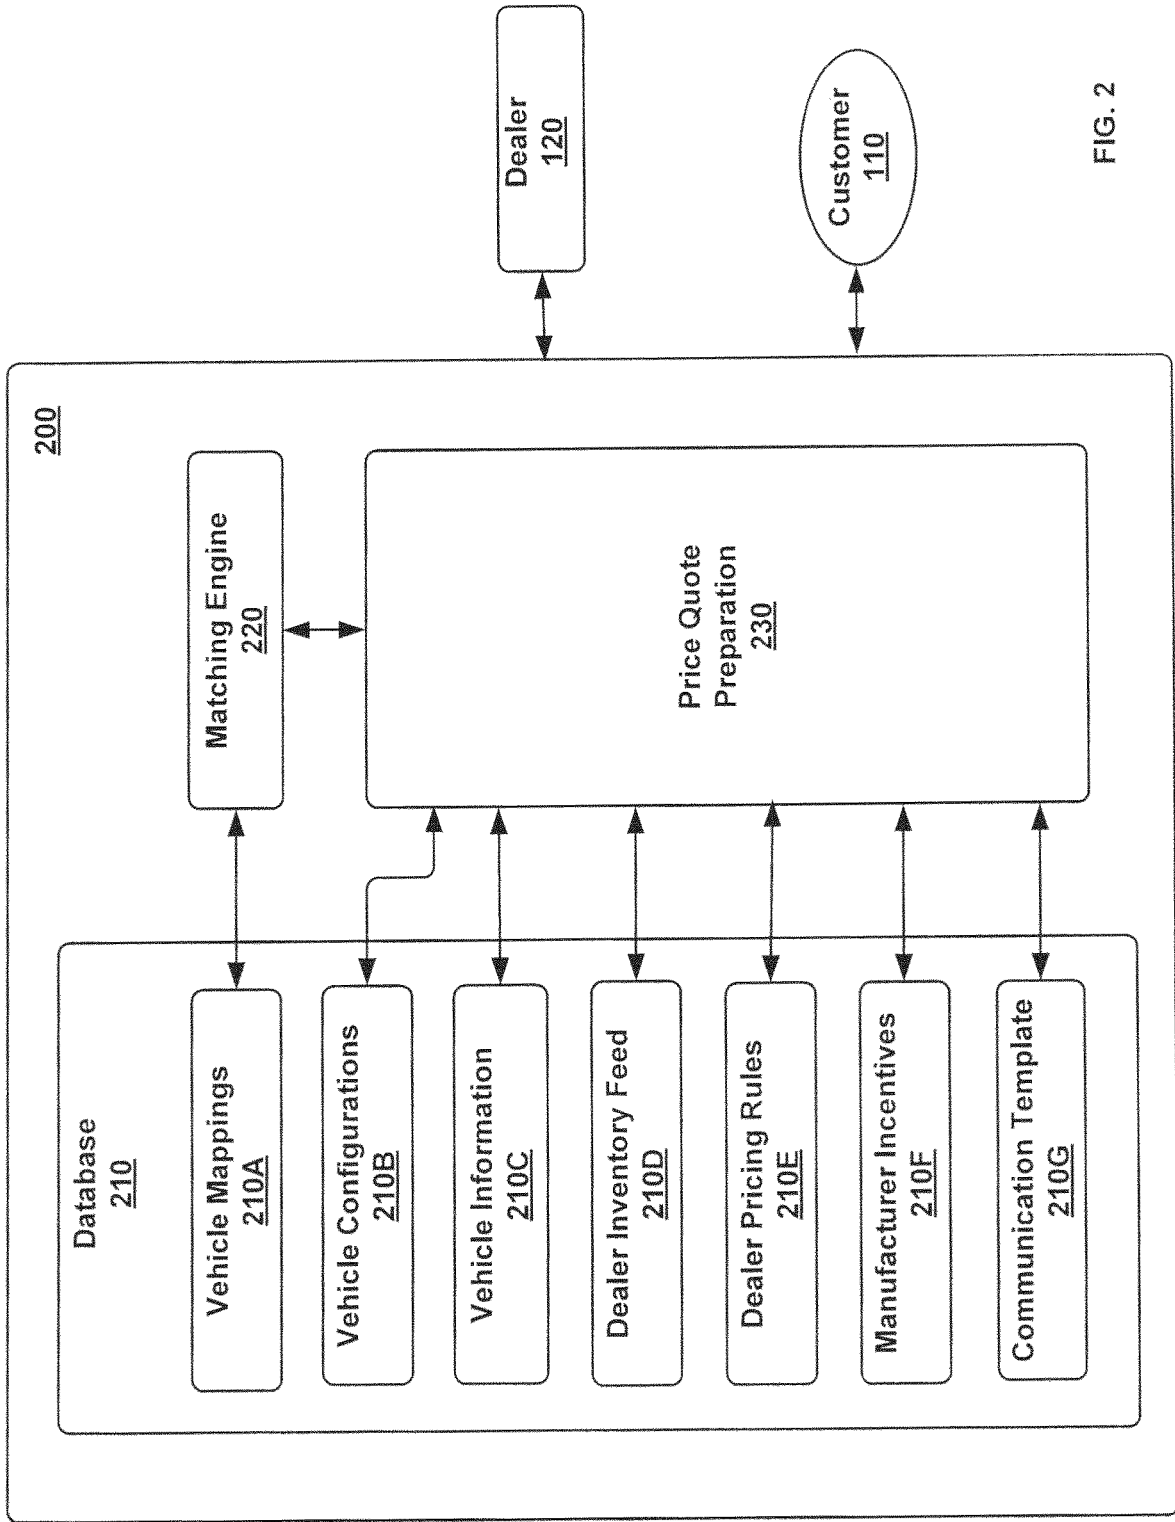 200
Database
210
Vehicle Mappings
210A
Vehicle Configurations
210B
Vehicle Information
210C
Dealer Inventory Feed
210D
Dealer Pricing Rules
210E
Manufacturer Incentives
210F
Communication Template
210G
Matching Engine
220
Price Quote
Preparation
230
Dealer
120
Customer
110
FIG. 2